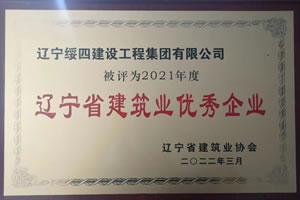 辽宁绥四建设工程集团有限公司
被评为2021年度
辽宁省建筑业优秀企业
辽宁省建筑业协会
二〇二二年三月